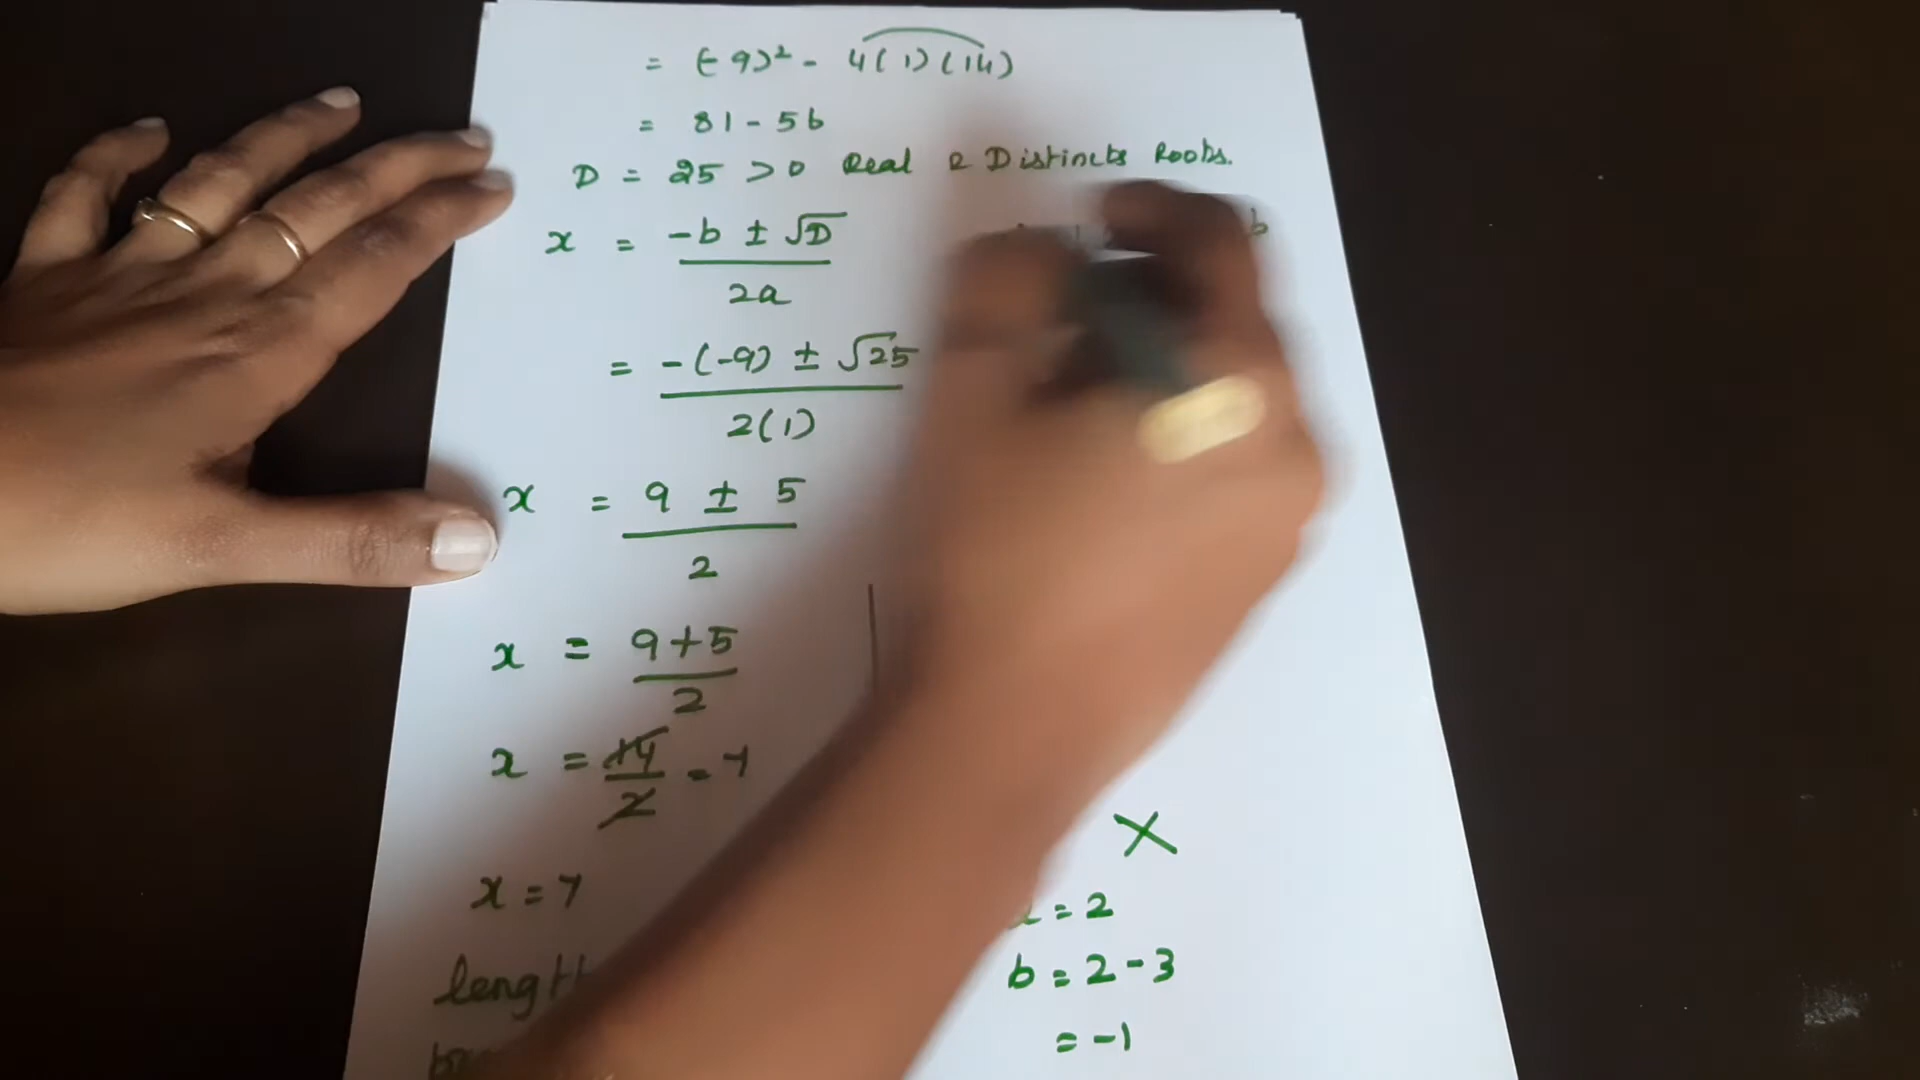 = (-9)² - 4(1)(14)
= 81 - 56
D = 25 > 0 Real & Distincts Roots.
x = -b ± √D / 2a
b
= -(-9) ± √25 / 2(1)
x = 9 ± 5 / 2
x = 9+5 / 2
x = 14/2 = 7
X
x = 7
= 2
length
b = 2 - 3
= -1